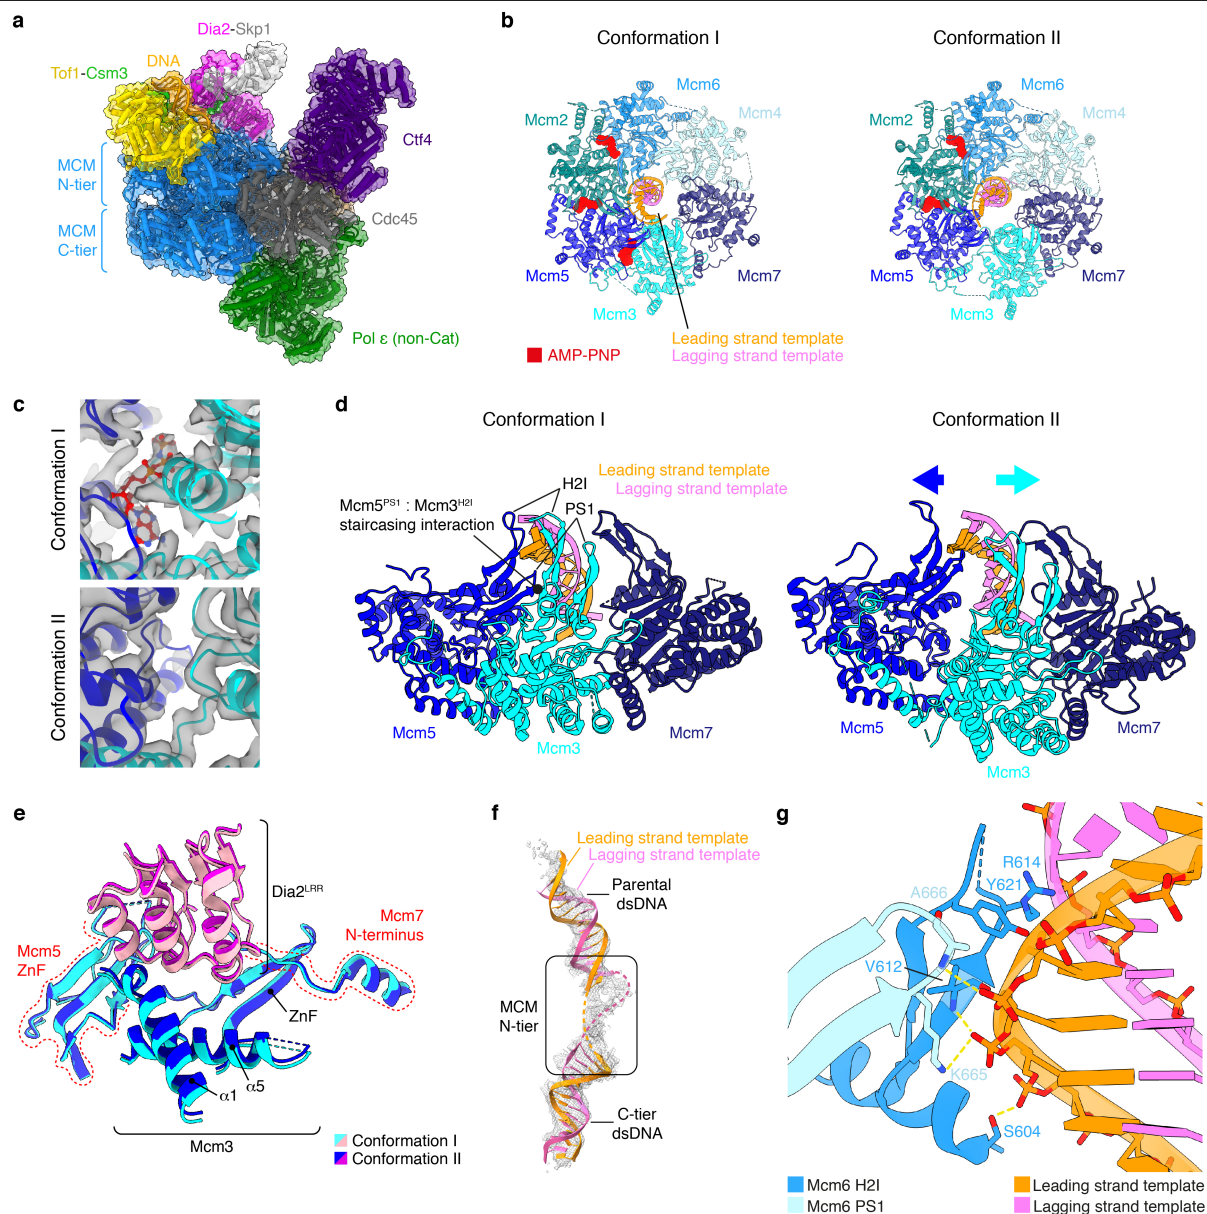 a
Dia2-Skp1
DNA
Tof1-Csm3
MCM
N-tier
MCM
C-tier
Ctf4
Cdc45
Pol ε (non-Cat)
b
Conformation I
Mcm6
Mcm4
Mcm2
Mcm5
Mcm3
Mcm7
Leading strand template
Lagging strand template
AMP-PNP
Conformation II
Mcm6
Mcm4
Mcm2
Mcm5
Mcm3
Mcm7
c
Conformation I
Conformation II
d
Conformation I
H2I
Leading strand template
Lagging strand template
Mcm5ᴾˢ¹ : Mcm3ᴴ²ᴵ
staircasing interaction
PS1
Mcm5
Mcm3
Mcm7
Conformation II
Mcm5
Mcm3
Mcm7
e
Dia2ᴸᴿᴿ
Mcm5
ZnF
Mcm7
N-terminus
ZnF
α5
α1
Mcm3
Conformation I
Conformation II
f
Leading strand template
Lagging strand template
Parental
dsDNA
MCM
N-tier
C-tier
dsDNA
g
R614
Y621
A666
V612
K665
S604
Mcm6 H2I
Mcm6 PS1
Leading strand template
Lagging strand template